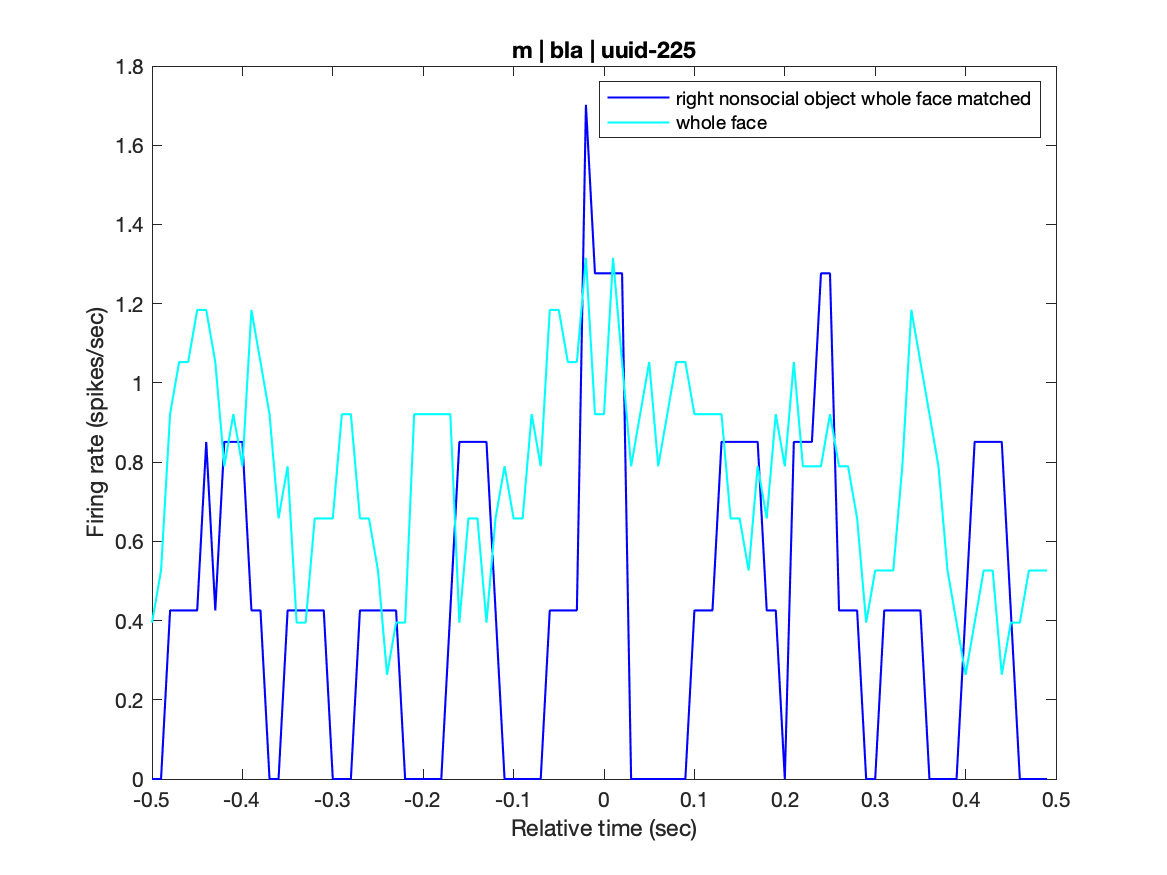 m | bla | uuid-225
right nonsocial object whole face matched
whole face
Firing rate (spikes/sec)
1.8
1.6
1.4
1.2
1
0.8
0.6
0.4
0.2
0
-0.5 -0.4 -0.3 -0.2 -0.1 0 0.1 0.2 0.3 0.4 0.5
Relative time (sec)